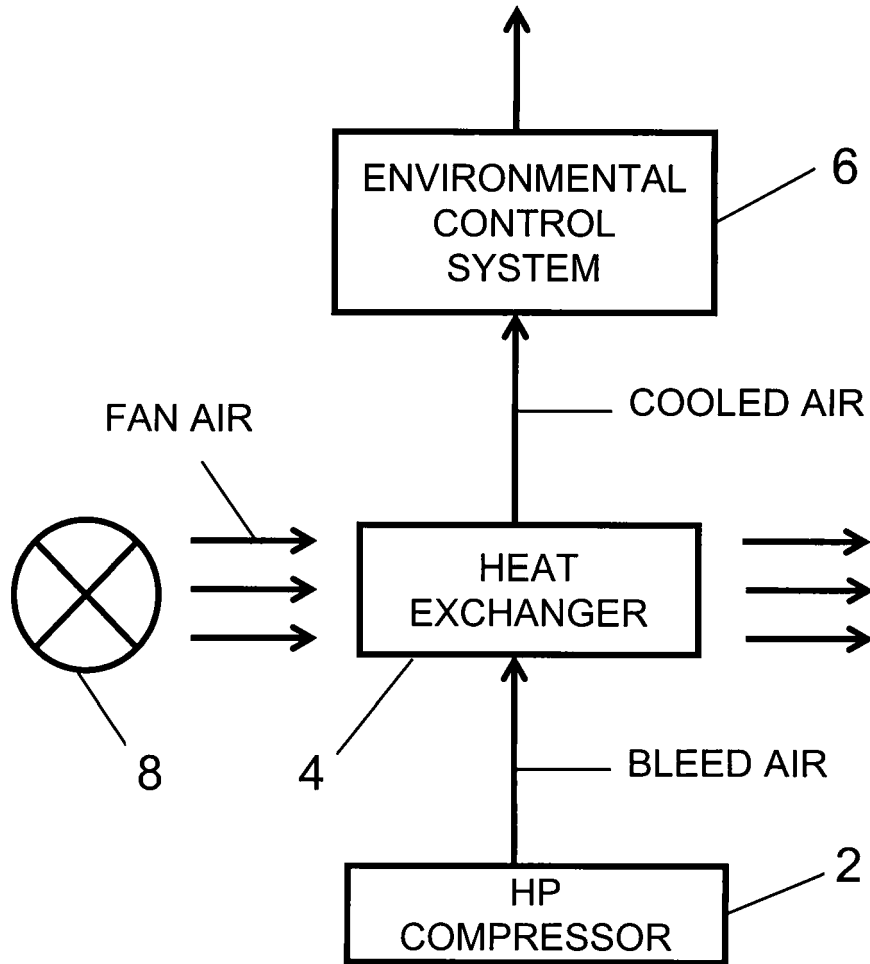 ENVIRONMENTAL
CONTROL
SYSTEM
6
FAN AIR
COOLED AIR
HEAT
EXCHANGER
8
4
BLEED AIR
HP
COMPRESSOR
2